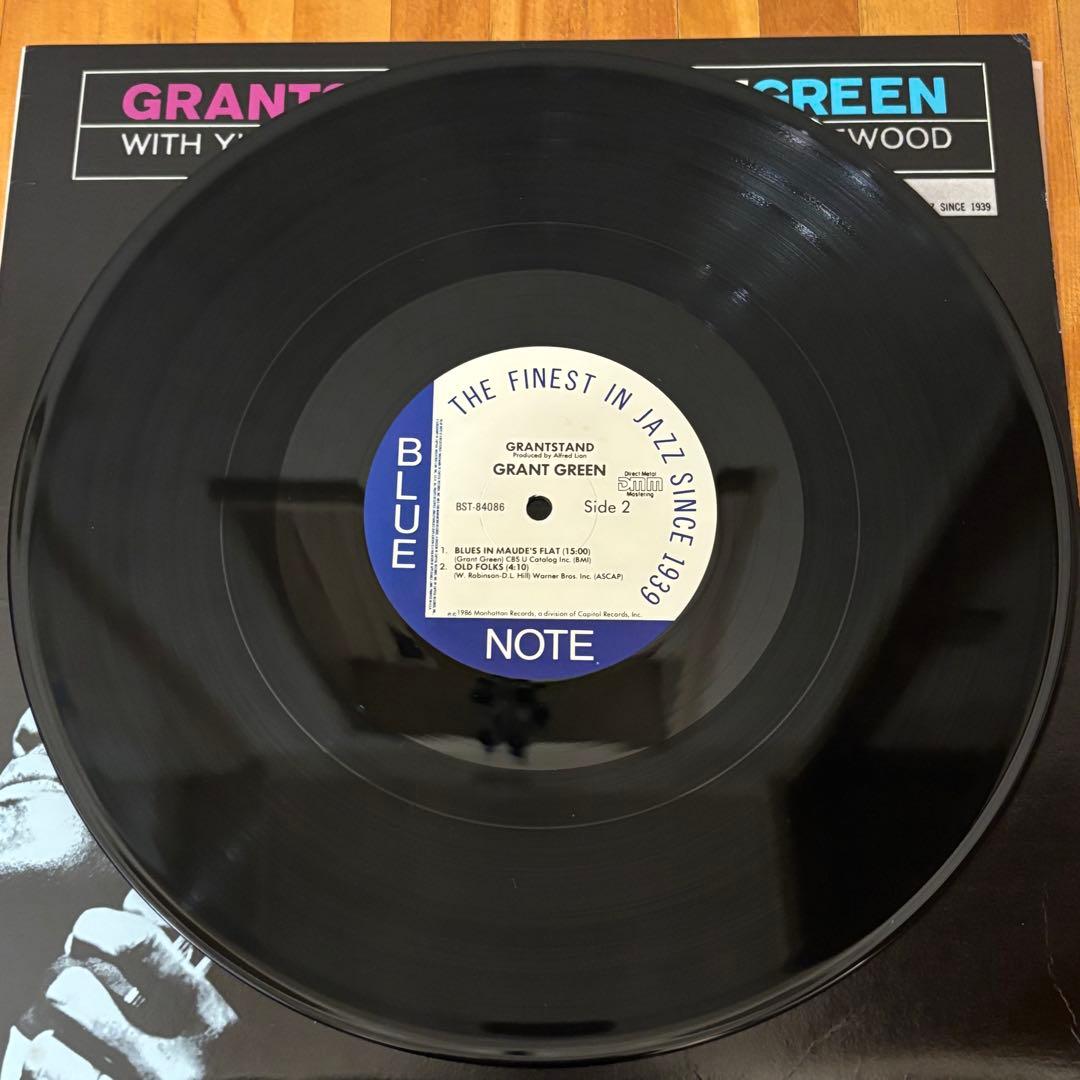 GRANTS GREEN
WITH Y WOOD
SINCE 1939
THE FINEST IN JAZZ SINCE 1939
BLUE
GRANTSTAND
Produced by Alfred Lion
GRANT GREEN
Direct Metal
DMM
Mastering
BST-84086 Side 2
1. BLUES IN MAUDE'S FLAT (15:00)
(Grant Green) CBS U Catalog Inc. (BMI)
2. OLD FOLKS (4:10)
(W. Robinson-D.L. Hill) Warner Bros. Inc. (ASCAP)
1986 Manhattan Records, a division of Capitol Records, Inc.
NOTE